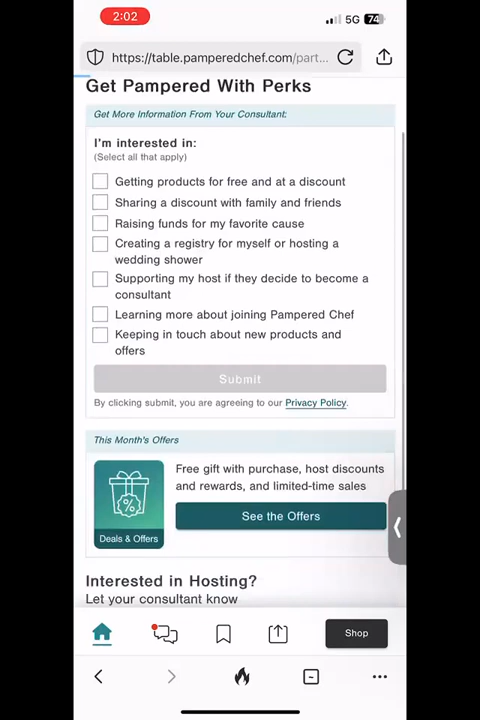 2:02
5G
74
https://table.pamperedchef.com/part...
Get Pampered With Perks
Get More Information From Your Consultant:
I'm interested in:
(Select all that apply)
Getting products for free and at a discount
Sharing a discount with family and friends
Raising funds for my favorite cause
Creating a registry for myself or hosting a
wedding shower
Supporting my host if they decide to become a
consultant
Learning more about joining Pampered Chef
Keeping in touch about new products and
offers
Submit
By clicking submit, you are agreeing to our Privacy Policy.
This Month's Offers
Free gift with purchase, host discounts
and rewards, and limited-time sales
See the Offers
Deals & Offers
Interested in Hosting?
Let your consultant know
Shop